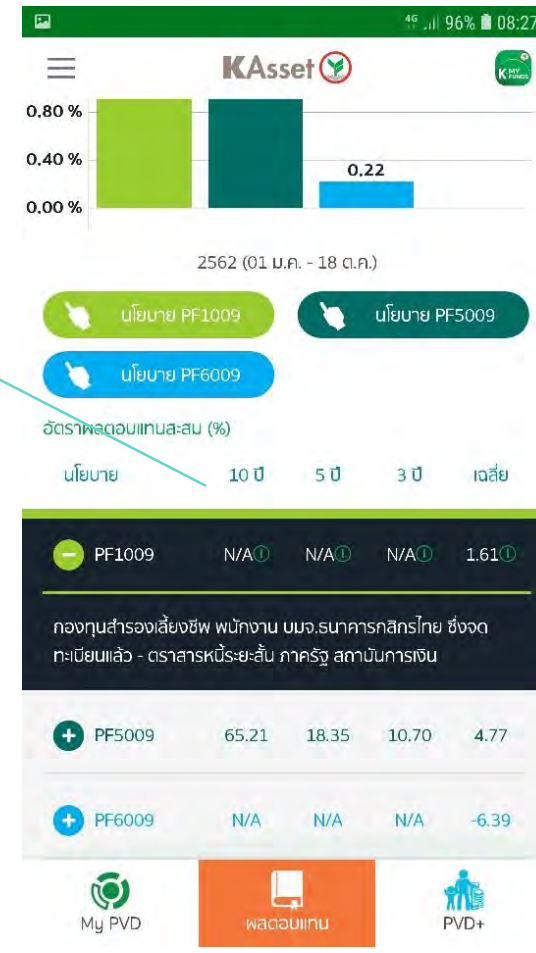 4G 96% 08:27
KAsset
K MY FUNDS
0.80 %
0.40 %
0.22
0.00 %
2562 (01 ม.ค. - 18 ต.ค.)
นโยบาย PF1009
นโยบาย PF5009
นโยบาย PF6009
อัตราผลตอบแทนสะสม (%)
นโยบาย 10 ปี 5 ปี 3 ปี เฉลี่ย
PF1009 N/A N/A N/A 1.61
กองทุนสำรองเลี้ยงชีพ พนักงาน บมจ.ธนาคารกสิกรไทย ซึ่งจด
ทะเบียนแล้ว - ตราสารหนี้ระยะสั้น ภาครัฐ สถาบันการเงิน
PF5009 65.21 18.35 10.70 4.77
PF6009 N/A N/A N/A -6.39
My PVD ผลตอบแทน PVD+